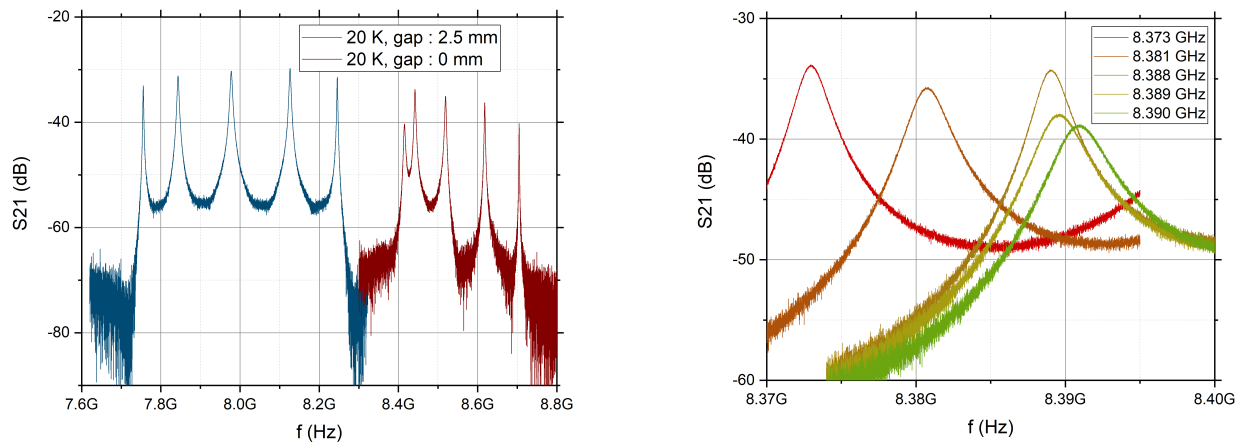 -20
-40
-60
-80
S21 (dB)
20 K, gap : 2.5 mm
20 K, gap : 0 mm
7.6G 7.8G 8.0G 8.2G 8.4G 8.6G 8.8G
f (Hz)
-30
-40
-50
-60
S21 (dB)
8.373 GHz
8.381 GHz
8.388 GHz
8.389 GHz
8.390 GHz
8.37G 8.38G 8.39G 8.40G
f (Hz)